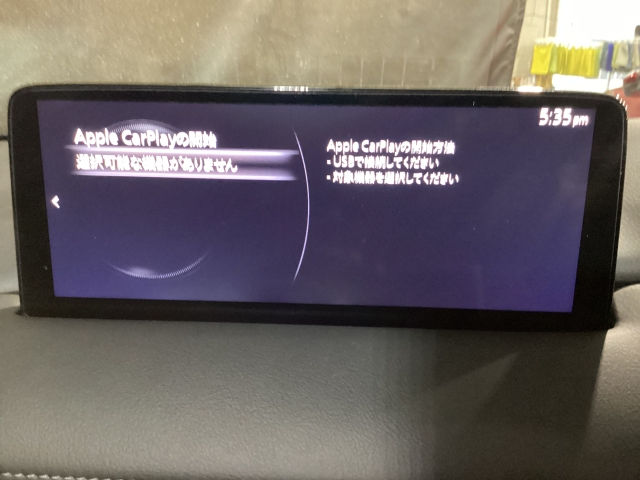 5:35pm
Apple CarPlayの開始
選択可能な機器がありません
Apple CarPlayの開始方法
・USBで接続してください
・対象機器を選択してください